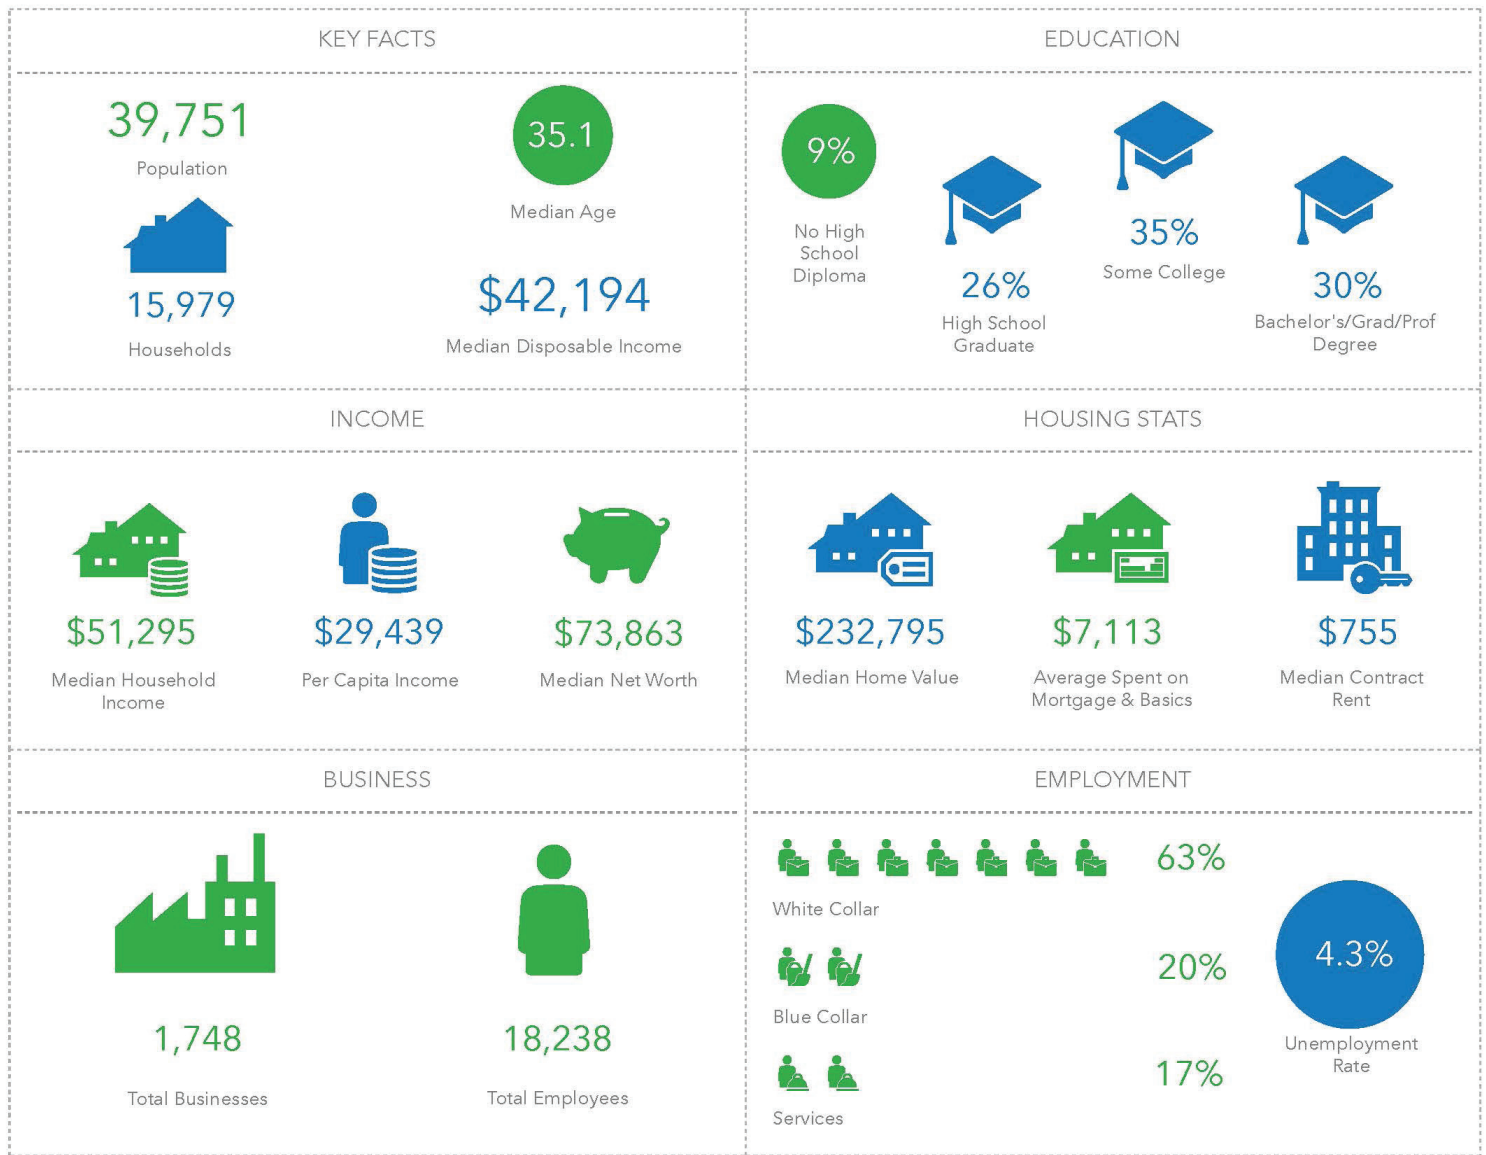 KEY FACTS
39,751
Population
15,979
Households
35.1
Median Age
$42,194
Median Disposable Income
EDUCATION
9%
No High
School
Diploma
26%
High School
Graduate
35%
Some College
30%
Bachelor's/Grad/Prof
Degree
INCOME
$51,295
Median Household
Income
$29,439
Per Capita Income
$73,863
Median Net Worth
HOUSING STATS
$232,795
Median Home Value
$7,113
Average Spent on
Mortgage & Basics
$755
Median Contract
Rent
BUSINESS
1,748
Total Businesses
18,238
Total Employees
EMPLOYMENT
63%
White Collar
20%
Blue Collar
17%
Services
4.3%
Unemployment
Rate